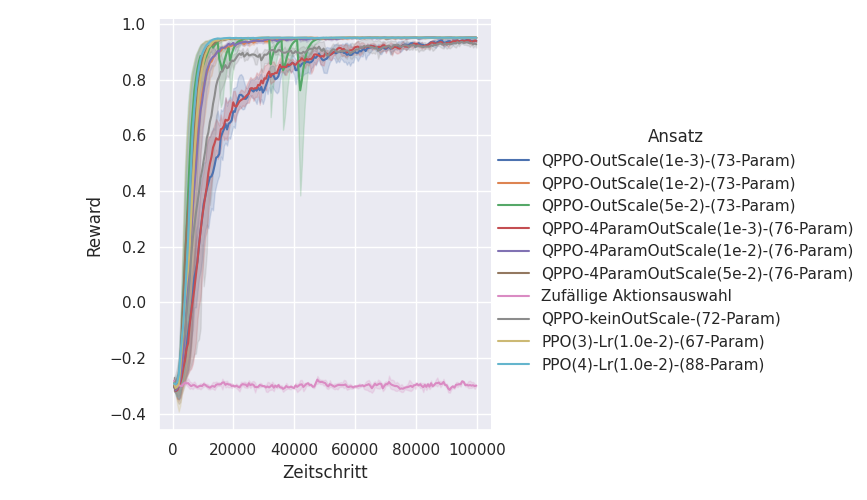 1.0
0.8
0.6
0.4
0.2
0.0
−0.2
−0.4
Reward
0 20000 40000 60000 80000 100000
Zeitschritt
Ansatz
QPPO-OutScale(1e-3)-(73-Param)
QPPO-OutScale(1e-2)-(73-Param)
QPPO-OutScale(5e-2)-(73-Param)
QPPO-4ParamOutScale(1e-3)-(76-Param)
QPPO-4ParamOutScale(1e-2)-(76-Param)
QPPO-4ParamOutScale(5e-2)-(76-Param)
Zufällige Aktionsauswahl
QPPO-keinOutScale-(72-Param)
PPO(3)-Lr(1.0e-2)-(67-Param)
PPO(4)-Lr(1.0e-2)-(88-Param)